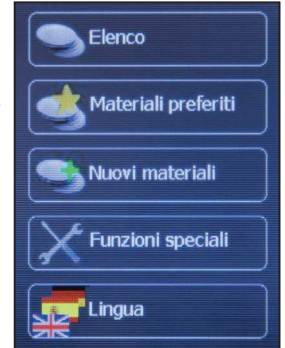 Elenco
Materiali preferiti
Nuovi materiali
Funzioni speciali
Lingua